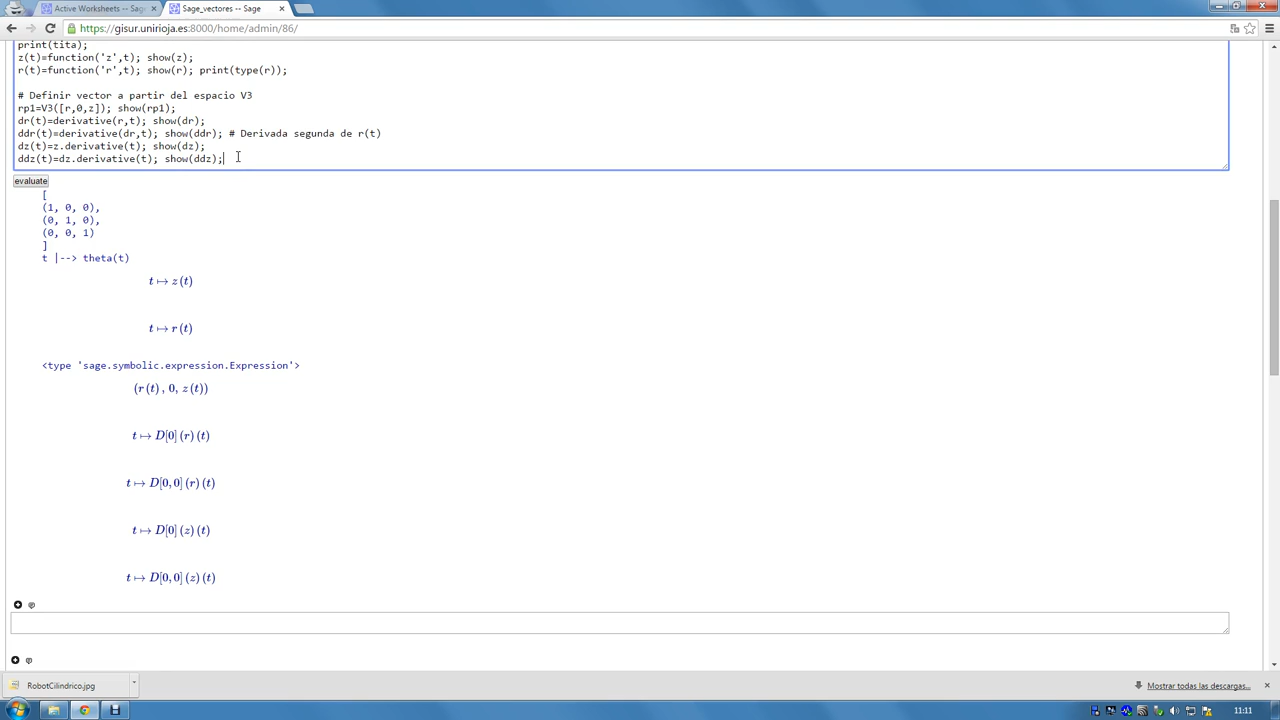 Active Worksheets -- Sag
Sage_vectores -- Sage
https://gisur.unirioja.es:8000/home/admin/86/
print(tita);
z(t)=function('z',t); show(z);
r(t)=function('r',t); show(r); print(type(r));
# Definir vector a partir del espacio V3
rp1=V3([r,0,z]); show(rp1);
dr(t)=derivative(r,t); show(dr);
ddr(t)=derivative(dr,t); show(ddr); # Derivada segunda de r(t)
dz(t)=z.derivative(t); show(dz);
ddz(t)=dz.derivative(t); show(ddz);
evaluate
[
(1, 0, 0),
(0, 1, 0),
(0, 0, 1)
]
t |--> theta(t)
t ↦ z (t)
t ↦ r (t)
<type 'sage.symbolic.expression.Expression'>
(r (t) , 0, z (t))
t ↦ D[0] (r) (t)
t ↦ D[0, 0] (r) (t)
t ↦ D[0] (z) (t)
t ↦ D[0, 0] (z) (t)
RobotCilindrico.jpg
Mostrar todas las descargas...
11:11